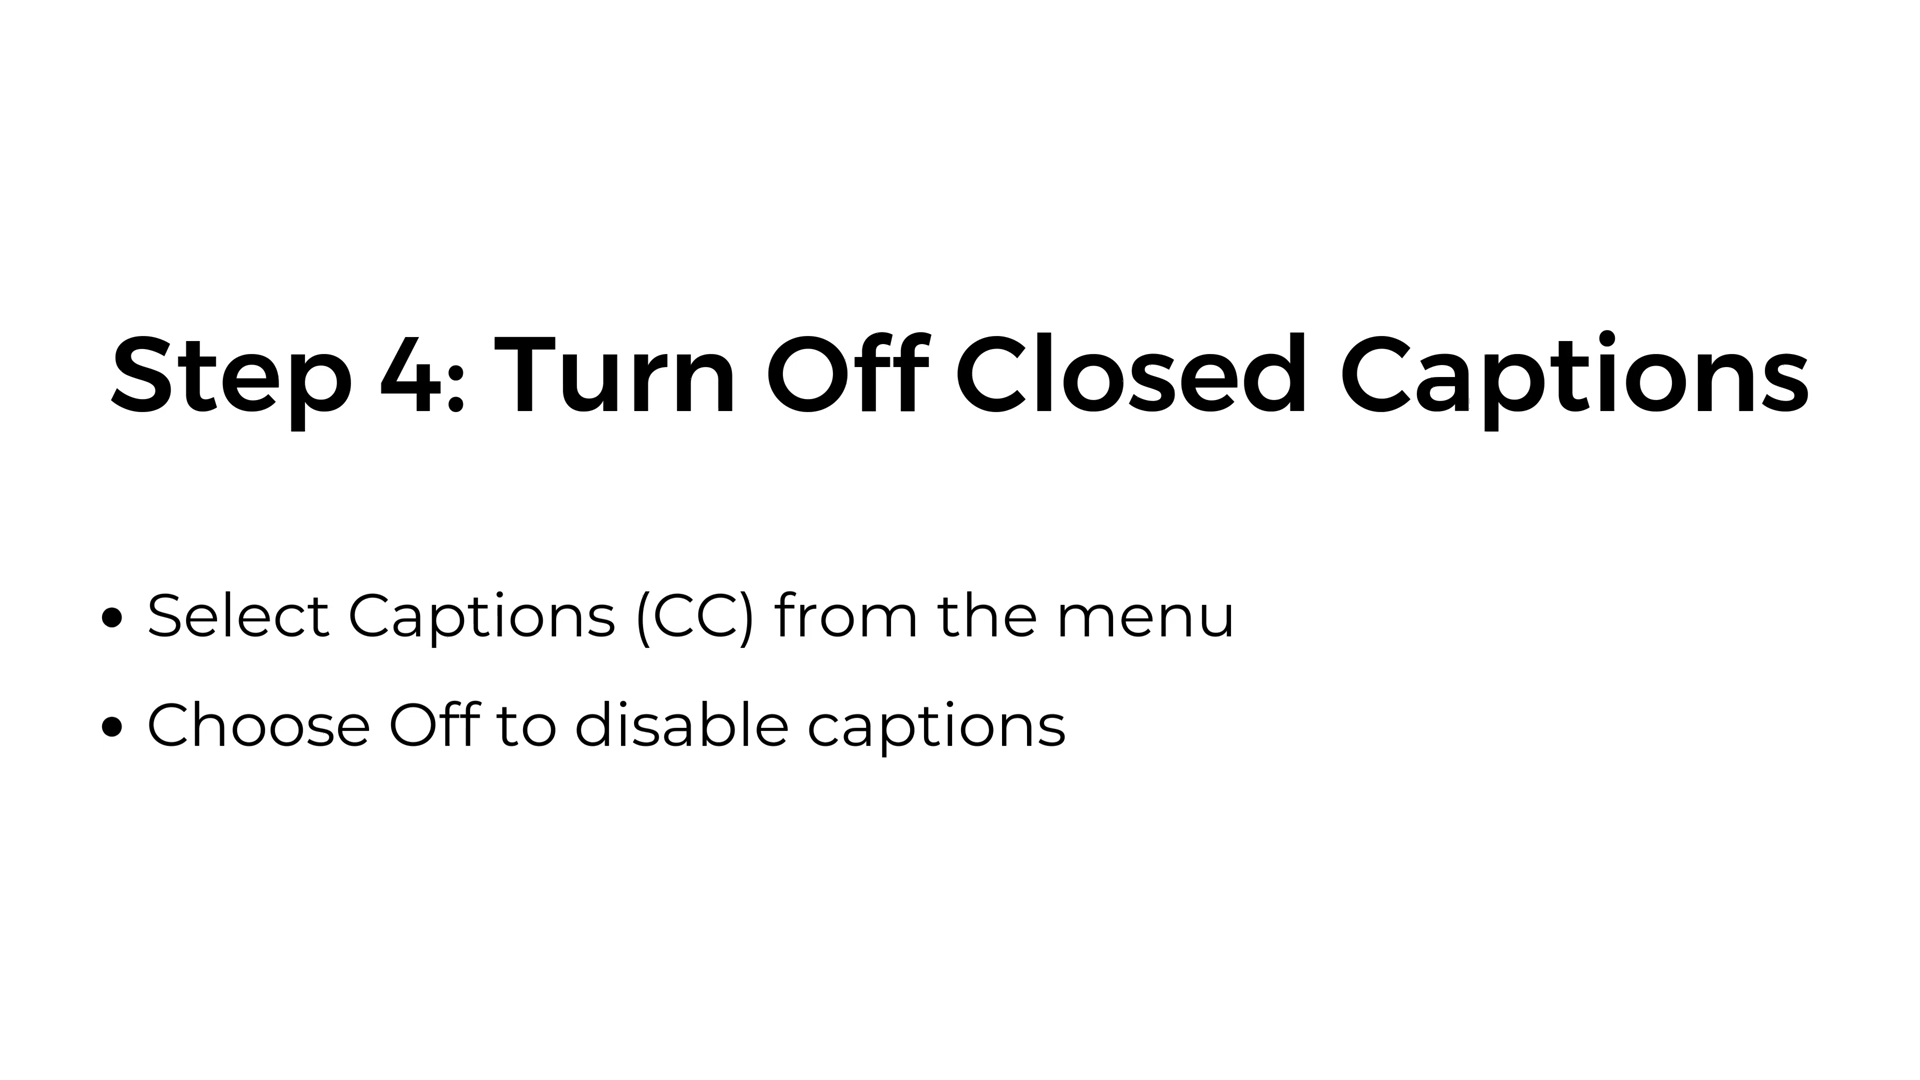 Step 4: Turn Off Closed Captions
• Select Captions (CC) from the menu
• Choose Off to disable captions